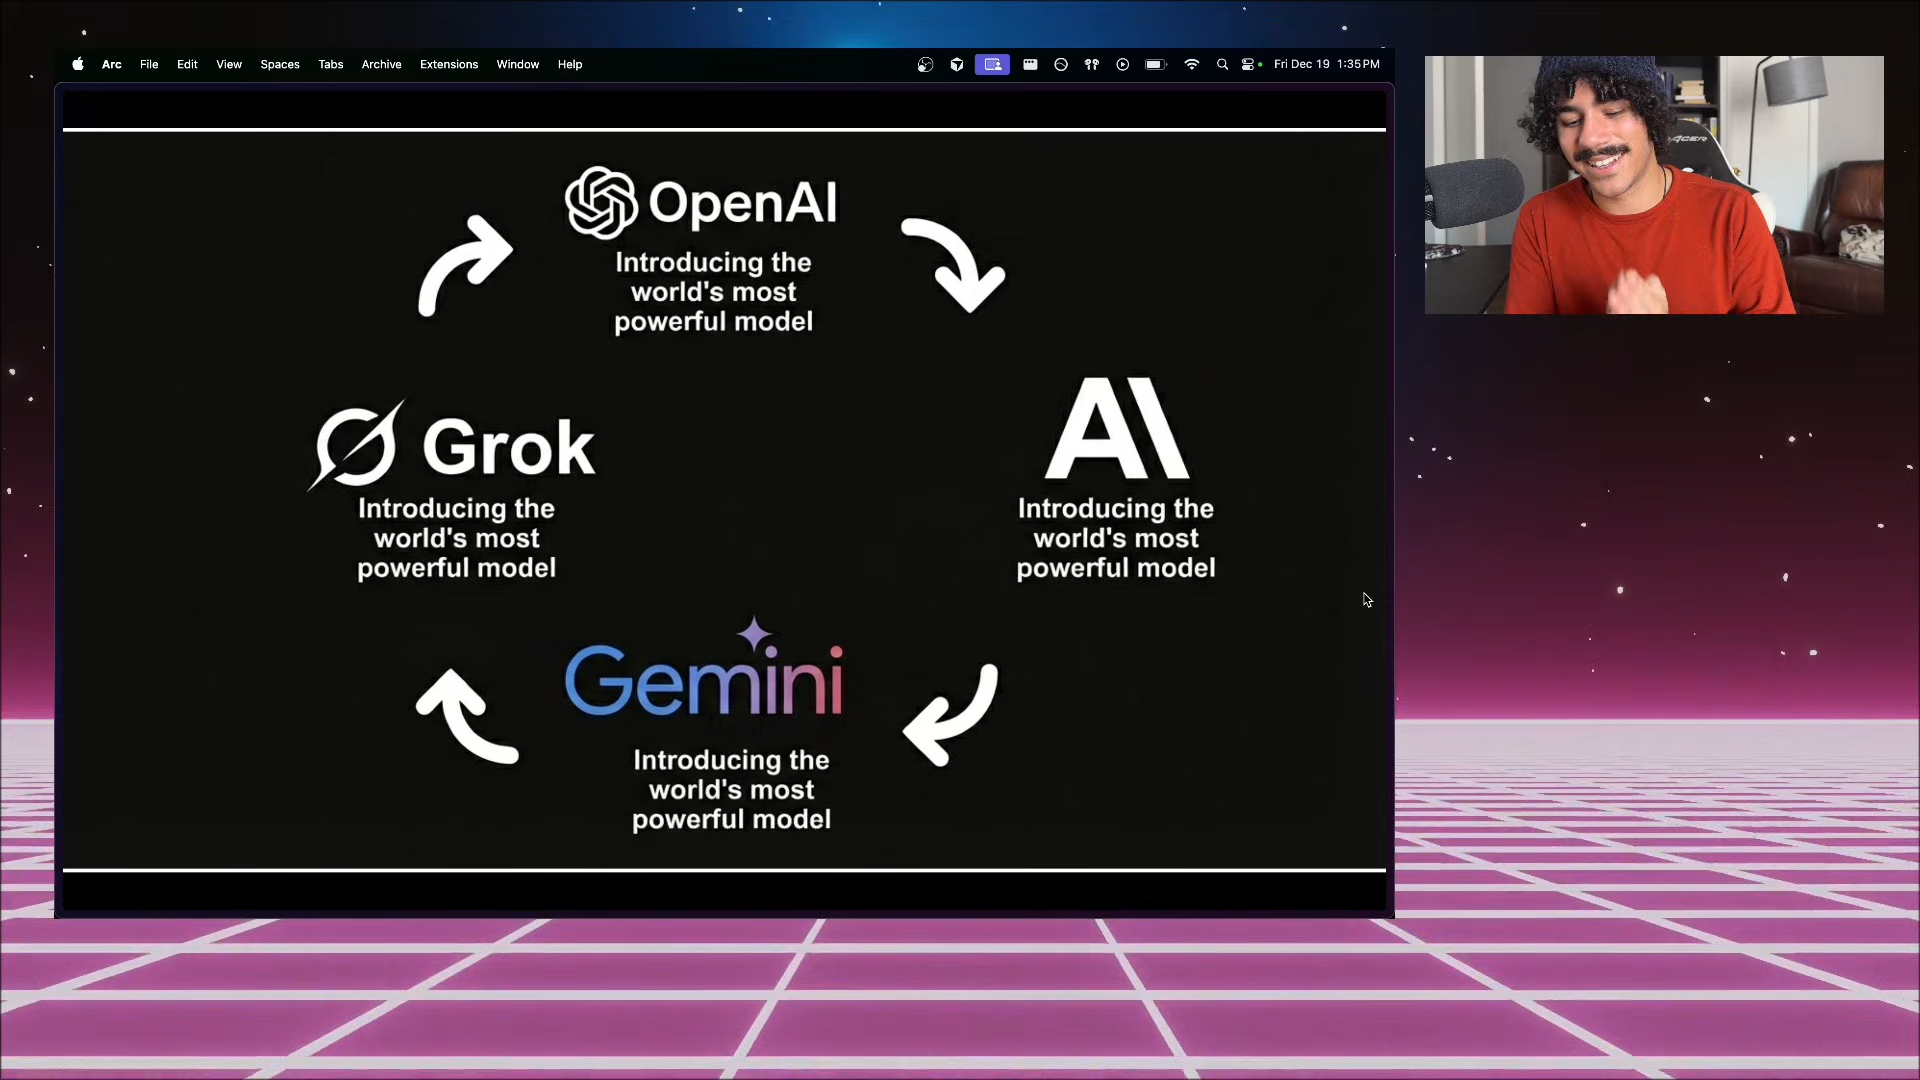 Arc File Edit View Spaces Tabs Archive Extensions Window Help
Fri Dec 19 1:35 PM
OpenAI
Introducing the
world's most
powerful model
Grok
Introducing the
world's most
powerful model
AI
Introducing the
world's most
powerful model
Gemini
Introducing the
world's most
powerful model